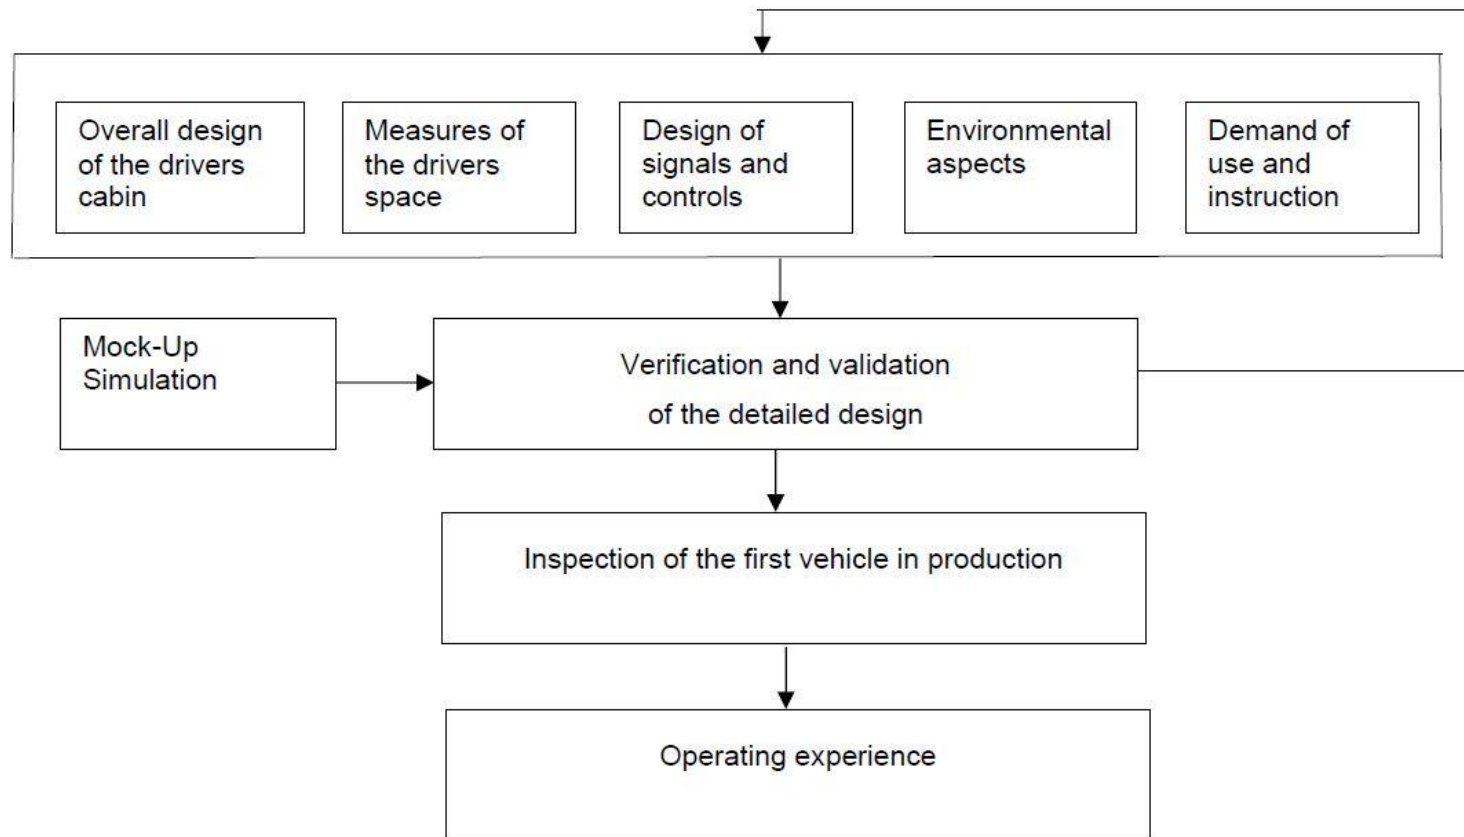 Overall design
of the drivers
cabin
Measures of
the drivers
space
Design of
signals and
controls
Environmental
aspects
Demand of
use and
instruction
Mock-Up
Simulation
Verification and validation
of the detailed design
Inspection of the first vehicle in production
Operating experience